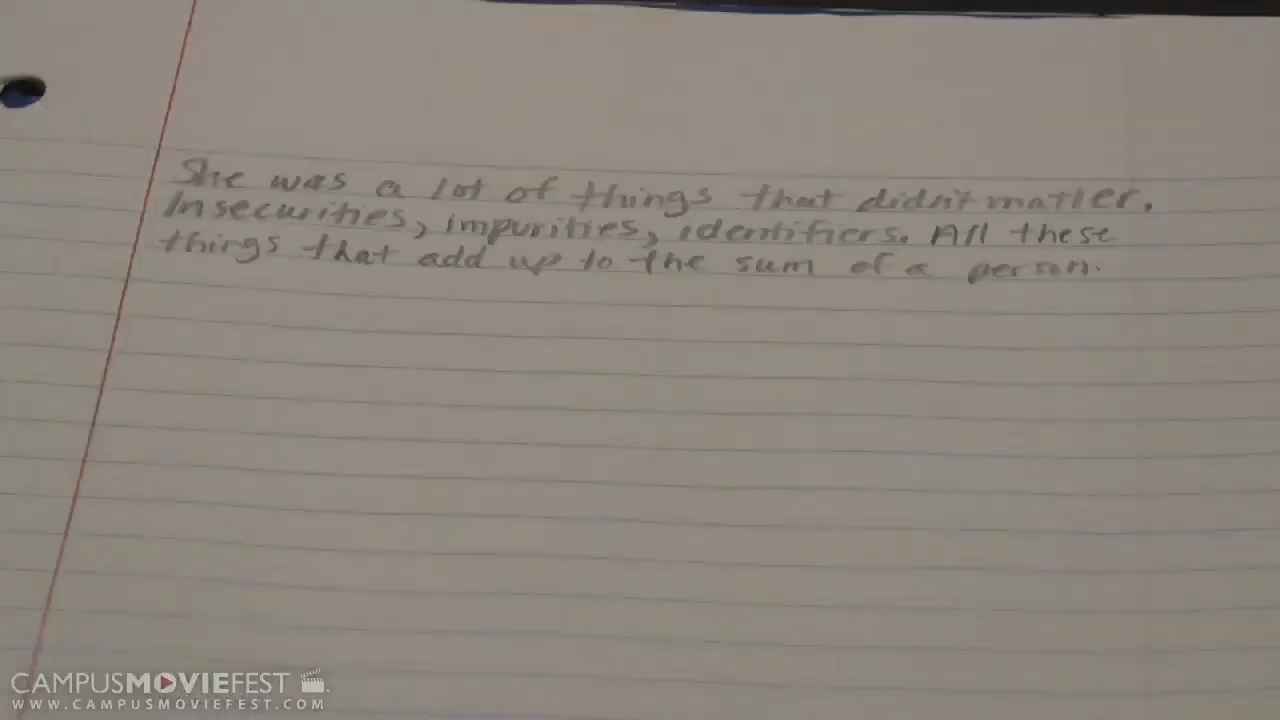 She was a lot of things that didn't matter.
Insecurities, impurities, identifiers. All these
things that add up to the sum of a person.
CAMPUSMOVIEFEST
WWW.CAMPUSMOVIEFEST.COM